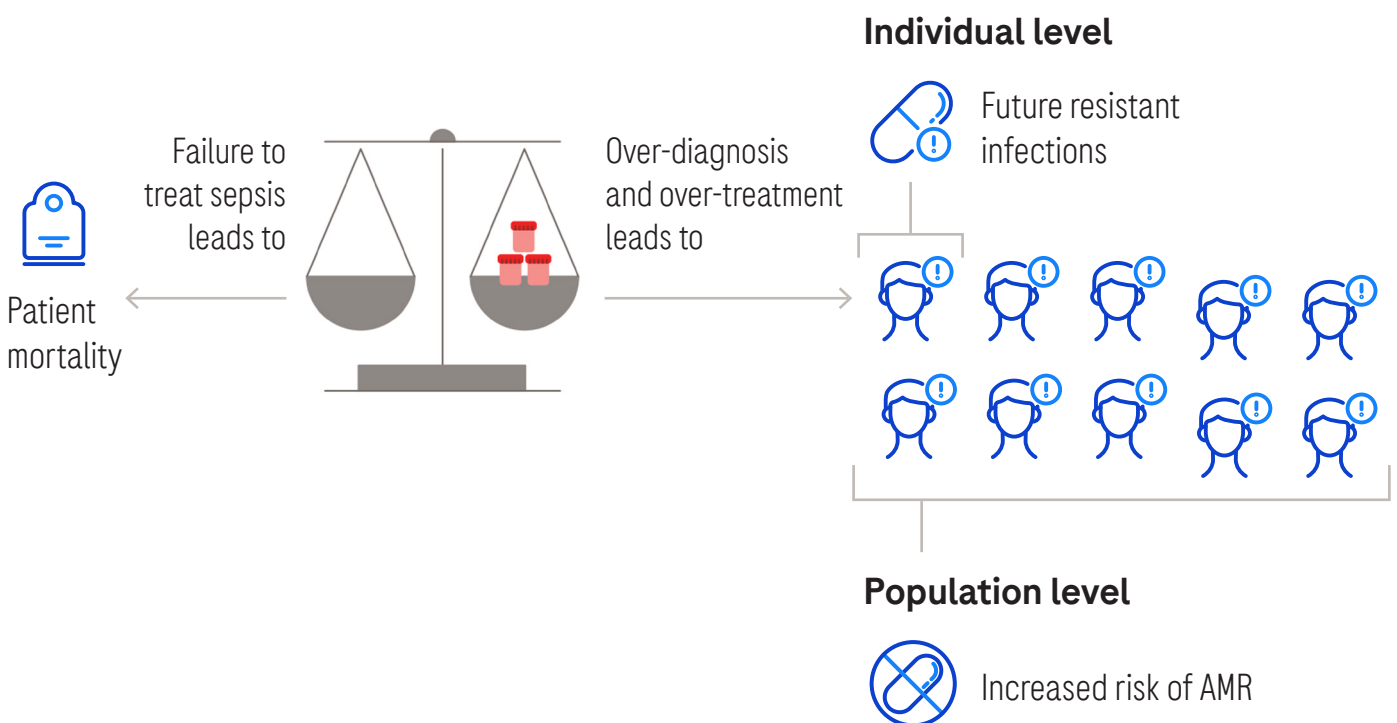 Individual level
Future resistant
infections
Failure to
treat sepsis
leads to
Over-diagnosis
and over-treatment
leads to
Patient
mortality
Population level
Increased risk of AMR